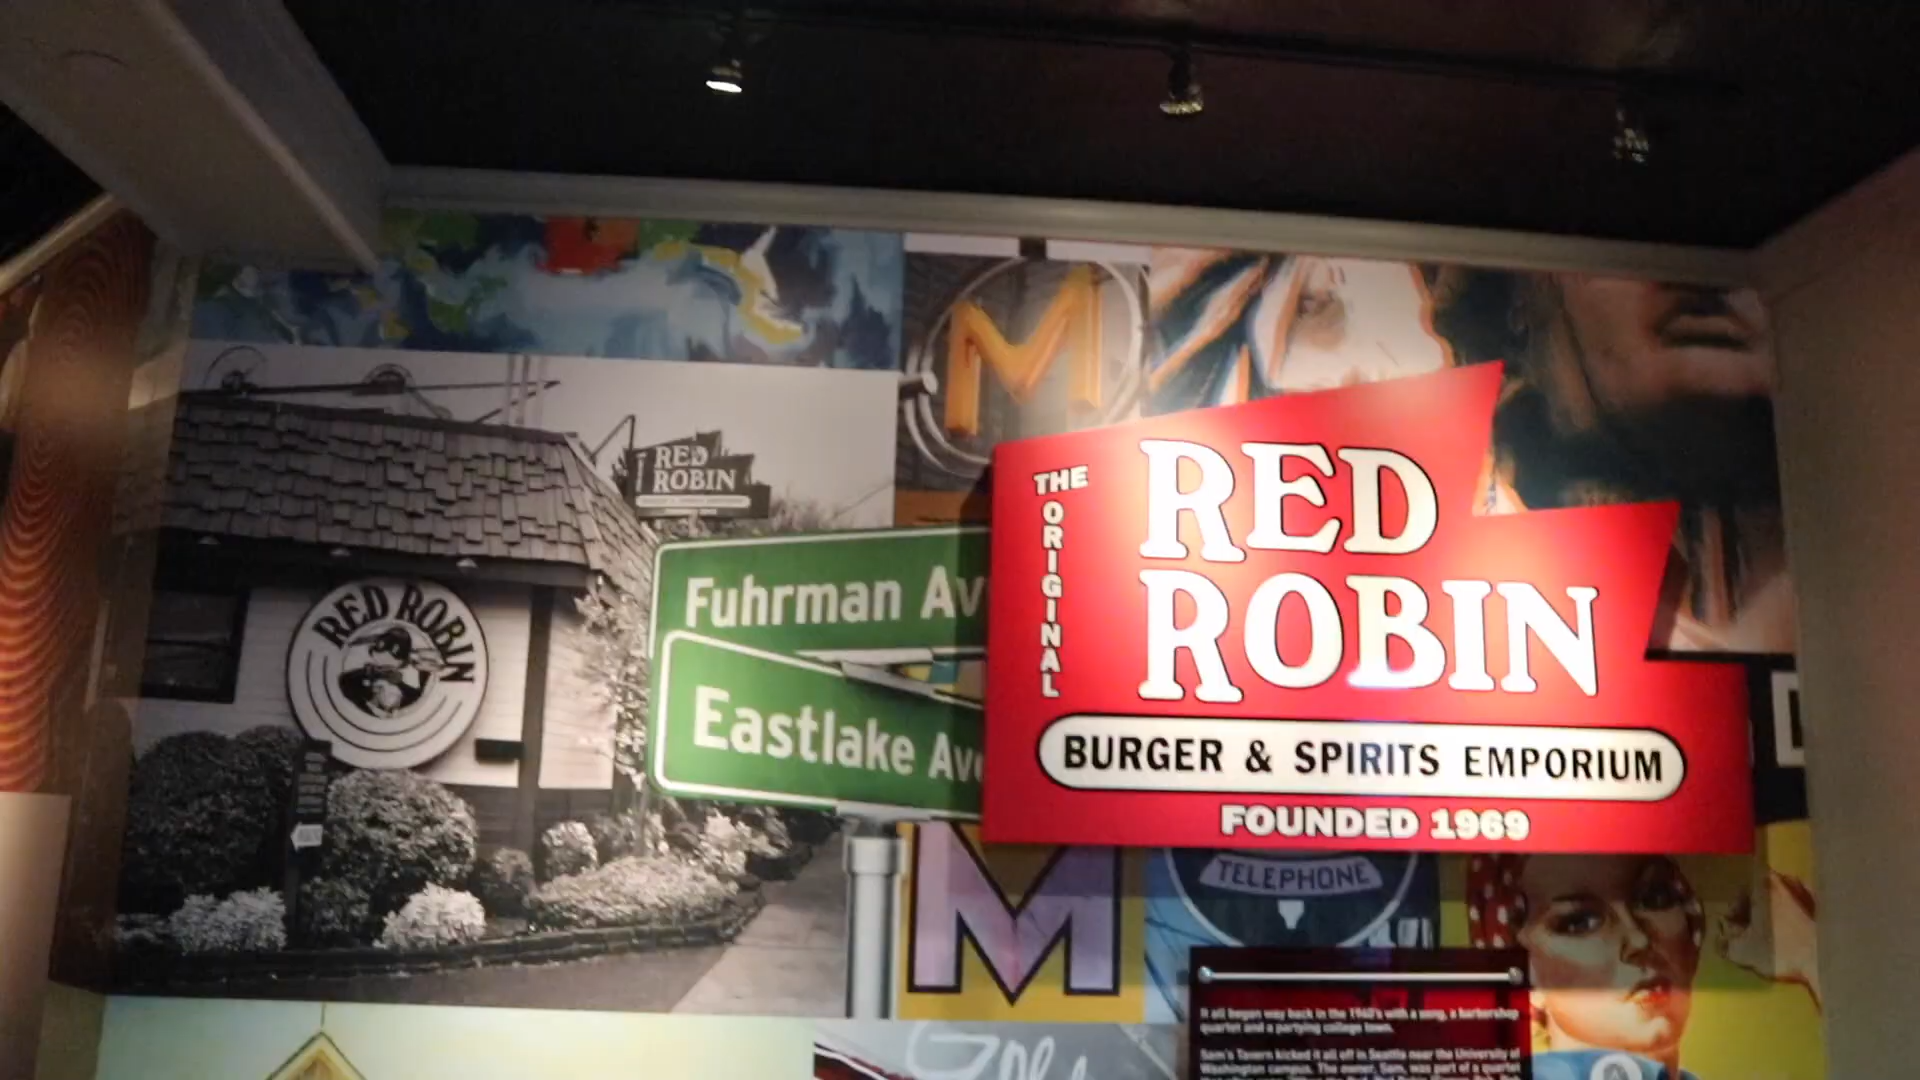 M
RED
ROBIN
THE
ORIGINAL
RED
ROBIN
BURGER & SPIRITS EMPORIUM
FOUNDED 1969
RED ROBIN
Fuhrman Av
Eastlake Ave
M
TELEPHONE
It all began way back in the 1940's with a song, a barbershop
quartet and a partying college town.
Sam's Tavern kicked it all off in Seattle near the University of
Washington campus. The owner, Sam, was part of a quartet